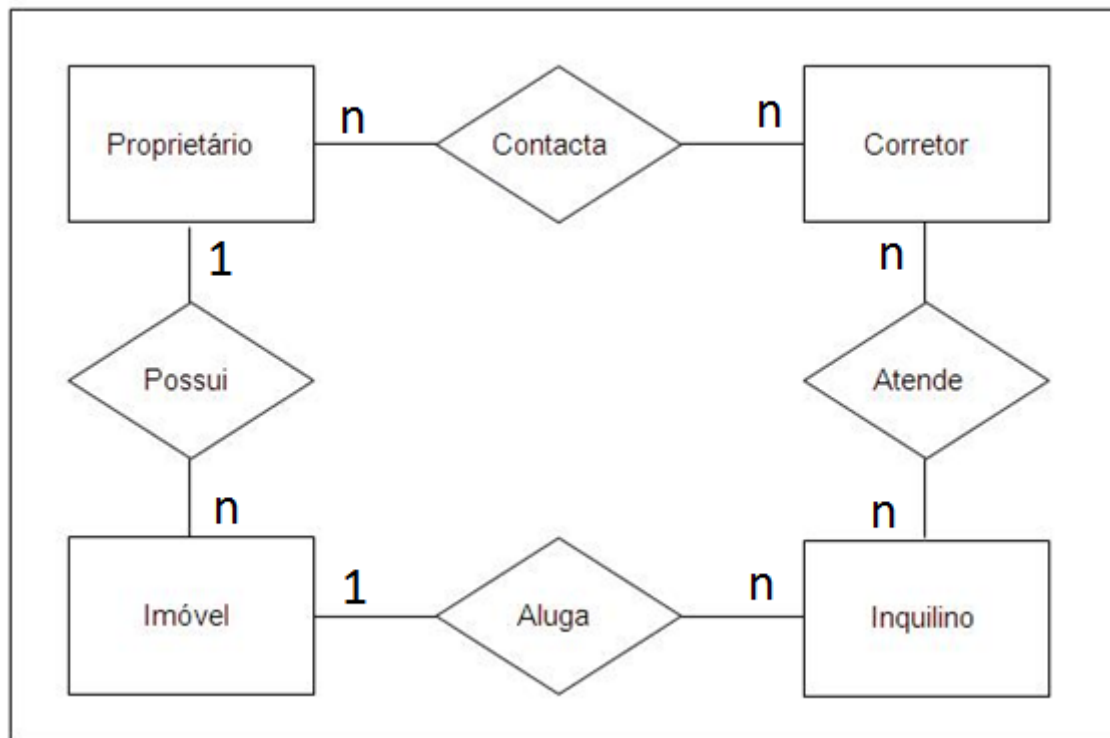 Proprietário
n
Contacta
n
Corretor
1
n
Possui
Atende
n
n
Imóvel
1
Aluga
n
Inquilino